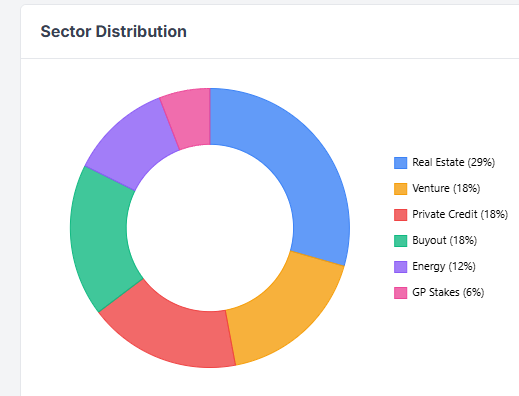 Sector Distribution
Real Estate (29%)
Venture (18%)
Private Credit (18%)
Buyout (18%)
Energy (12%)
GP Stakes (6%)